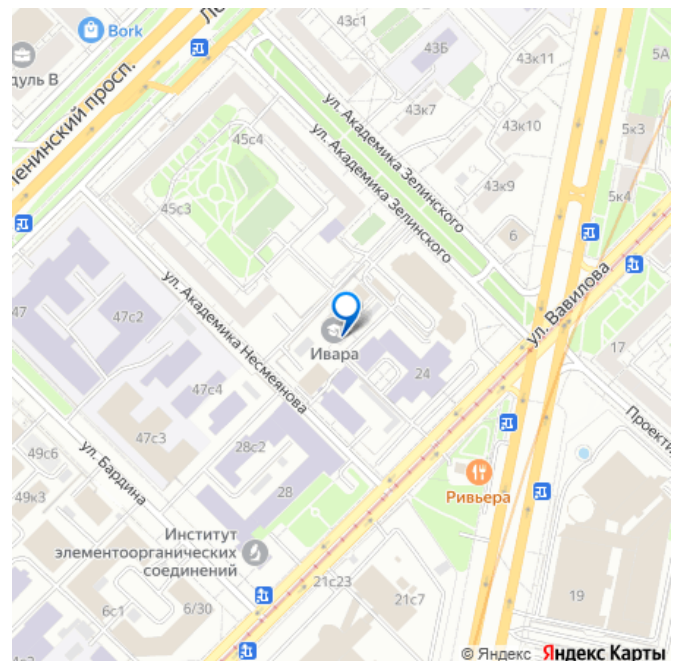 43с1
43Б
Bork
5А
43к11
дуль В
Ленинский просп.
ул. Академика Зелинского
43к7
ул. Академика Зелинского
43к10
5к3
45с4
43к9
5к4
45с3
6
ул. Вавилова
ул. Академика Несмеянова
47
47с2
Ивара
17
24
47с4
Проекти
47с3
28с2
ул. Бардина
49с6
28
Ривьера
49к3
Институт
элементоорганических
соединений
21с23
6с1
6/30
21с7
19
© Яндекс Яндекс Карты